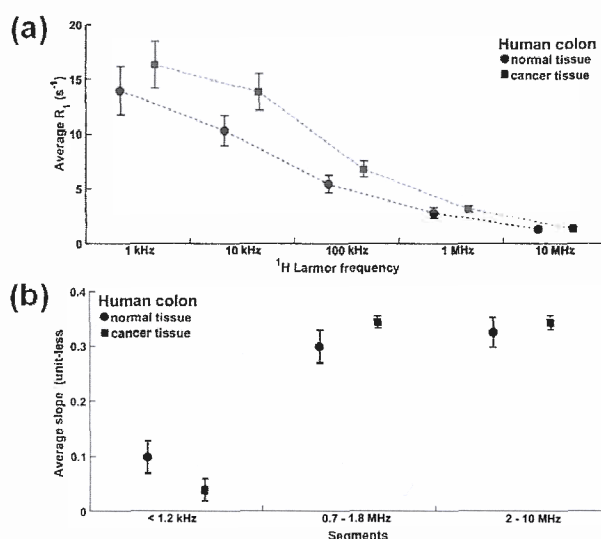 (a)
20
15
10
5
0
Average R1 (s-1)
Human colon
normal tissue
cancer tissue
1 kHz 10 kHz 100 kHz 1 MHz 10 MHz
1H Larmor frequency
(b)
0.4
0.3
0.2
0.1
0
Average slope (unit-less
Human colon
normal tissue
cancer tissue
< 1.2 kHz 0.7 - 1.8 MHz 2 - 10 MHz
Segments